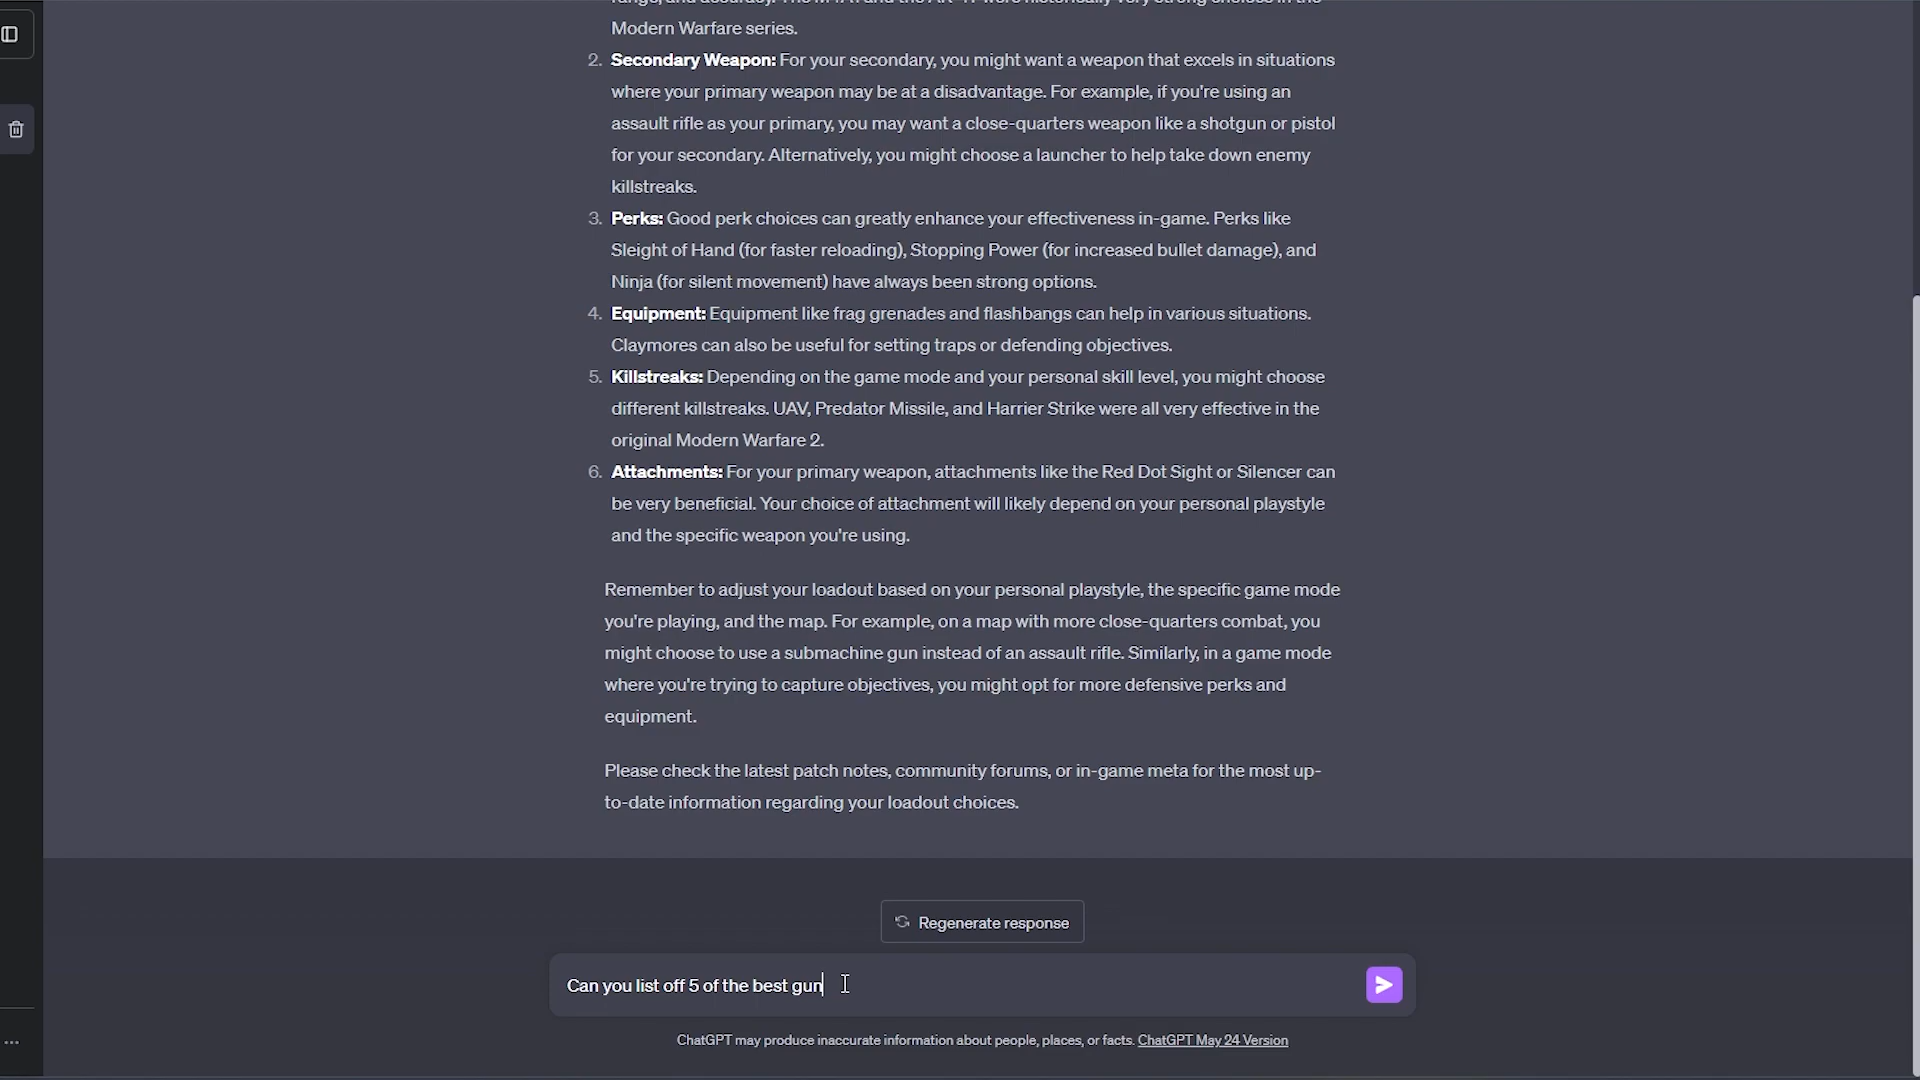 Modern Warfare series.
2. Secondary Weapon: For your secondary, you might want a weapon that excels in situations
where your primary weapon may be at a disadvantage. For example, if you're using an
assault rifle as your primary, you may want a close-quarters weapon like a shotgun or pistol
for your secondary. Alternatively, you might choose a launcher to help take down enemy
killstreaks.
3. Perks: Good perk choices can greatly enhance your effectiveness in-game. Perks like
Sleight of Hand (for faster reloading), Stopping Power (for increased bullet damage), and
Ninja (for silent movement) have always been strong options.
4. Equipment: Equipment like frag grenades and flashbangs can help in various situations.
Claymores can also be useful for setting traps or defending objectives.
5. Killstreaks: Depending on the game mode and your personal skill level, you might choose
different killstreaks. UAV, Predator Missile, and Harrier Strike were all very effective in the
original Modern Warfare 2.
6. Attachments: For your primary weapon, attachments like the Red Dot Sight or Silencer can
be very beneficial. Your choice of attachment will likely depend on your personal playstyle
and the specific weapon you're using.
Remember to adjust your loadout based on your personal playstyle, the specific game mode
you're playing, and the map. For example, on a map with more close-quarters combat, you
might choose to use a submachine gun instead of an assault rifle. Similarly, in a game mode
where you're trying to capture objectives, you might opt for more defensive perks and
equipment.
Please check the latest patch notes, community forums, or in-game meta for the most up-
to-date information regarding your loadout choices.
Regenerate response
Can you list off 5 of the best gun
ChatGPT may produce inaccurate information about people, places, or facts. ChatGPT May 24 Version